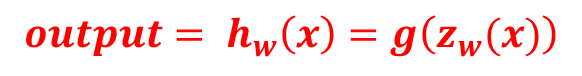 output = h_w(x) = g(z_w(x))